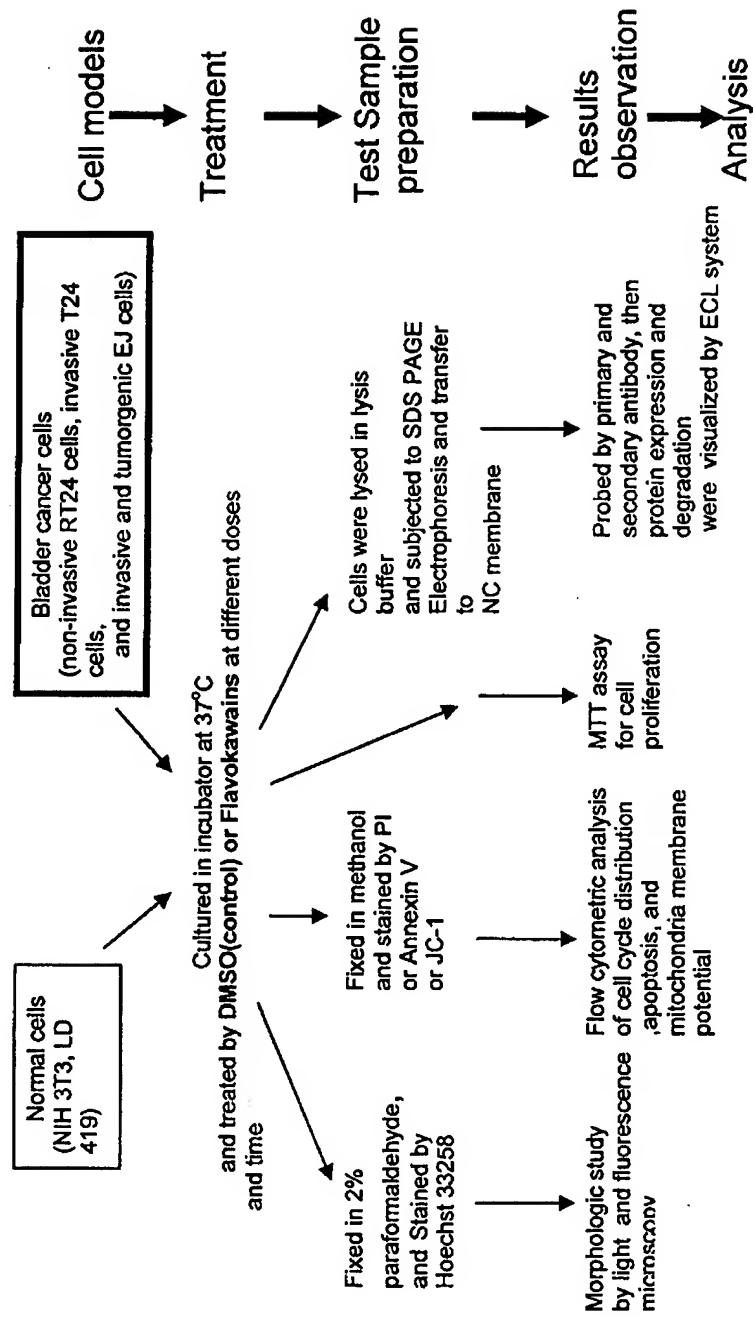 Normal cells
(NIH 3T3, LD
419)
Bladder cancer cells
(non-invasive RT24 cells, invasive T24
cells,
and invasive and tumorgenic EJ cells)
Cell models
Cultured in incubator at 37°C
and treated by DMSO(control) or Flavokawains at different doses
and time
Treatment
Fixed in 2%
paraformaldehyde,
and Stained by
Hoechst 33258
Fixed in methanol
and stained by PI
or Annexin V
or JC-1
Cells were lysed in lysis
buffer
and subjected to SDS PAGE
Electrophoresis and transfer
to
NC membrane
Test Sample
preparation
Morphologic study
by light and fluorescence
microscopy
Flow cytometric analysis
of cell cycle distribution
,apoptosis, and
mitochondria membrane
potential
MTT assay
for cell
proliferation
Probed by primary and
secondary antibody, then
protein expression and
degradation
were visualized by ECL system
Results
observation
Analysis